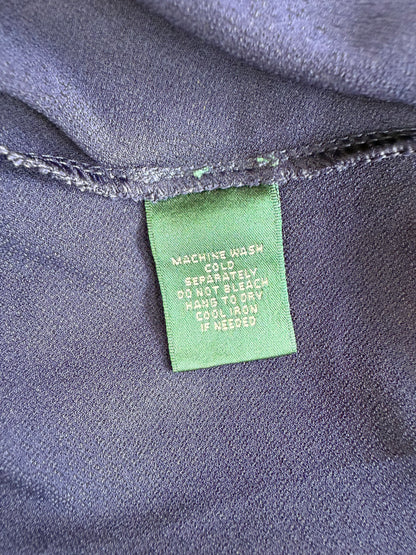 MACHINE WASH
COLD
SEPARATELY
DO NOT BLEACH
HANG TO DRY
COOL IRON
IF NEEDED